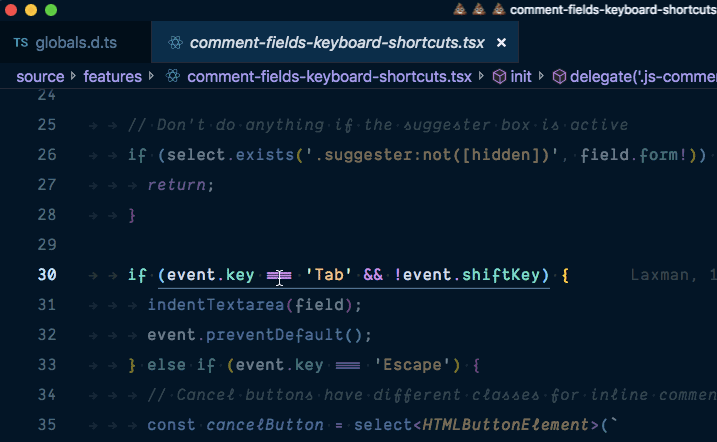 💩 💩 💩 comment-fields-keyboard-shortcuts
TS globals.d.ts
comment-fields-keyboard-shortcuts.tsx ×
source › features › comment-fields-keyboard-shortcuts.tsx › init › delegate('.js-comme
24
25 // Don't do anything if the suggester box is active
26 if (select.exists('.suggester:not([hidden])', field.form!))
27 return;
28 }
29
30 if (event.key === 'Tab' && !event.shiftKey) { Laxman, 1
31 indentTextarea(field);
32 event.preventDefault();
33 } else if (event.key === 'Escape') {
34 // Cancel buttons have different classes for inline commen
35 const cancelButton = select<HTMLButtonElement>(`